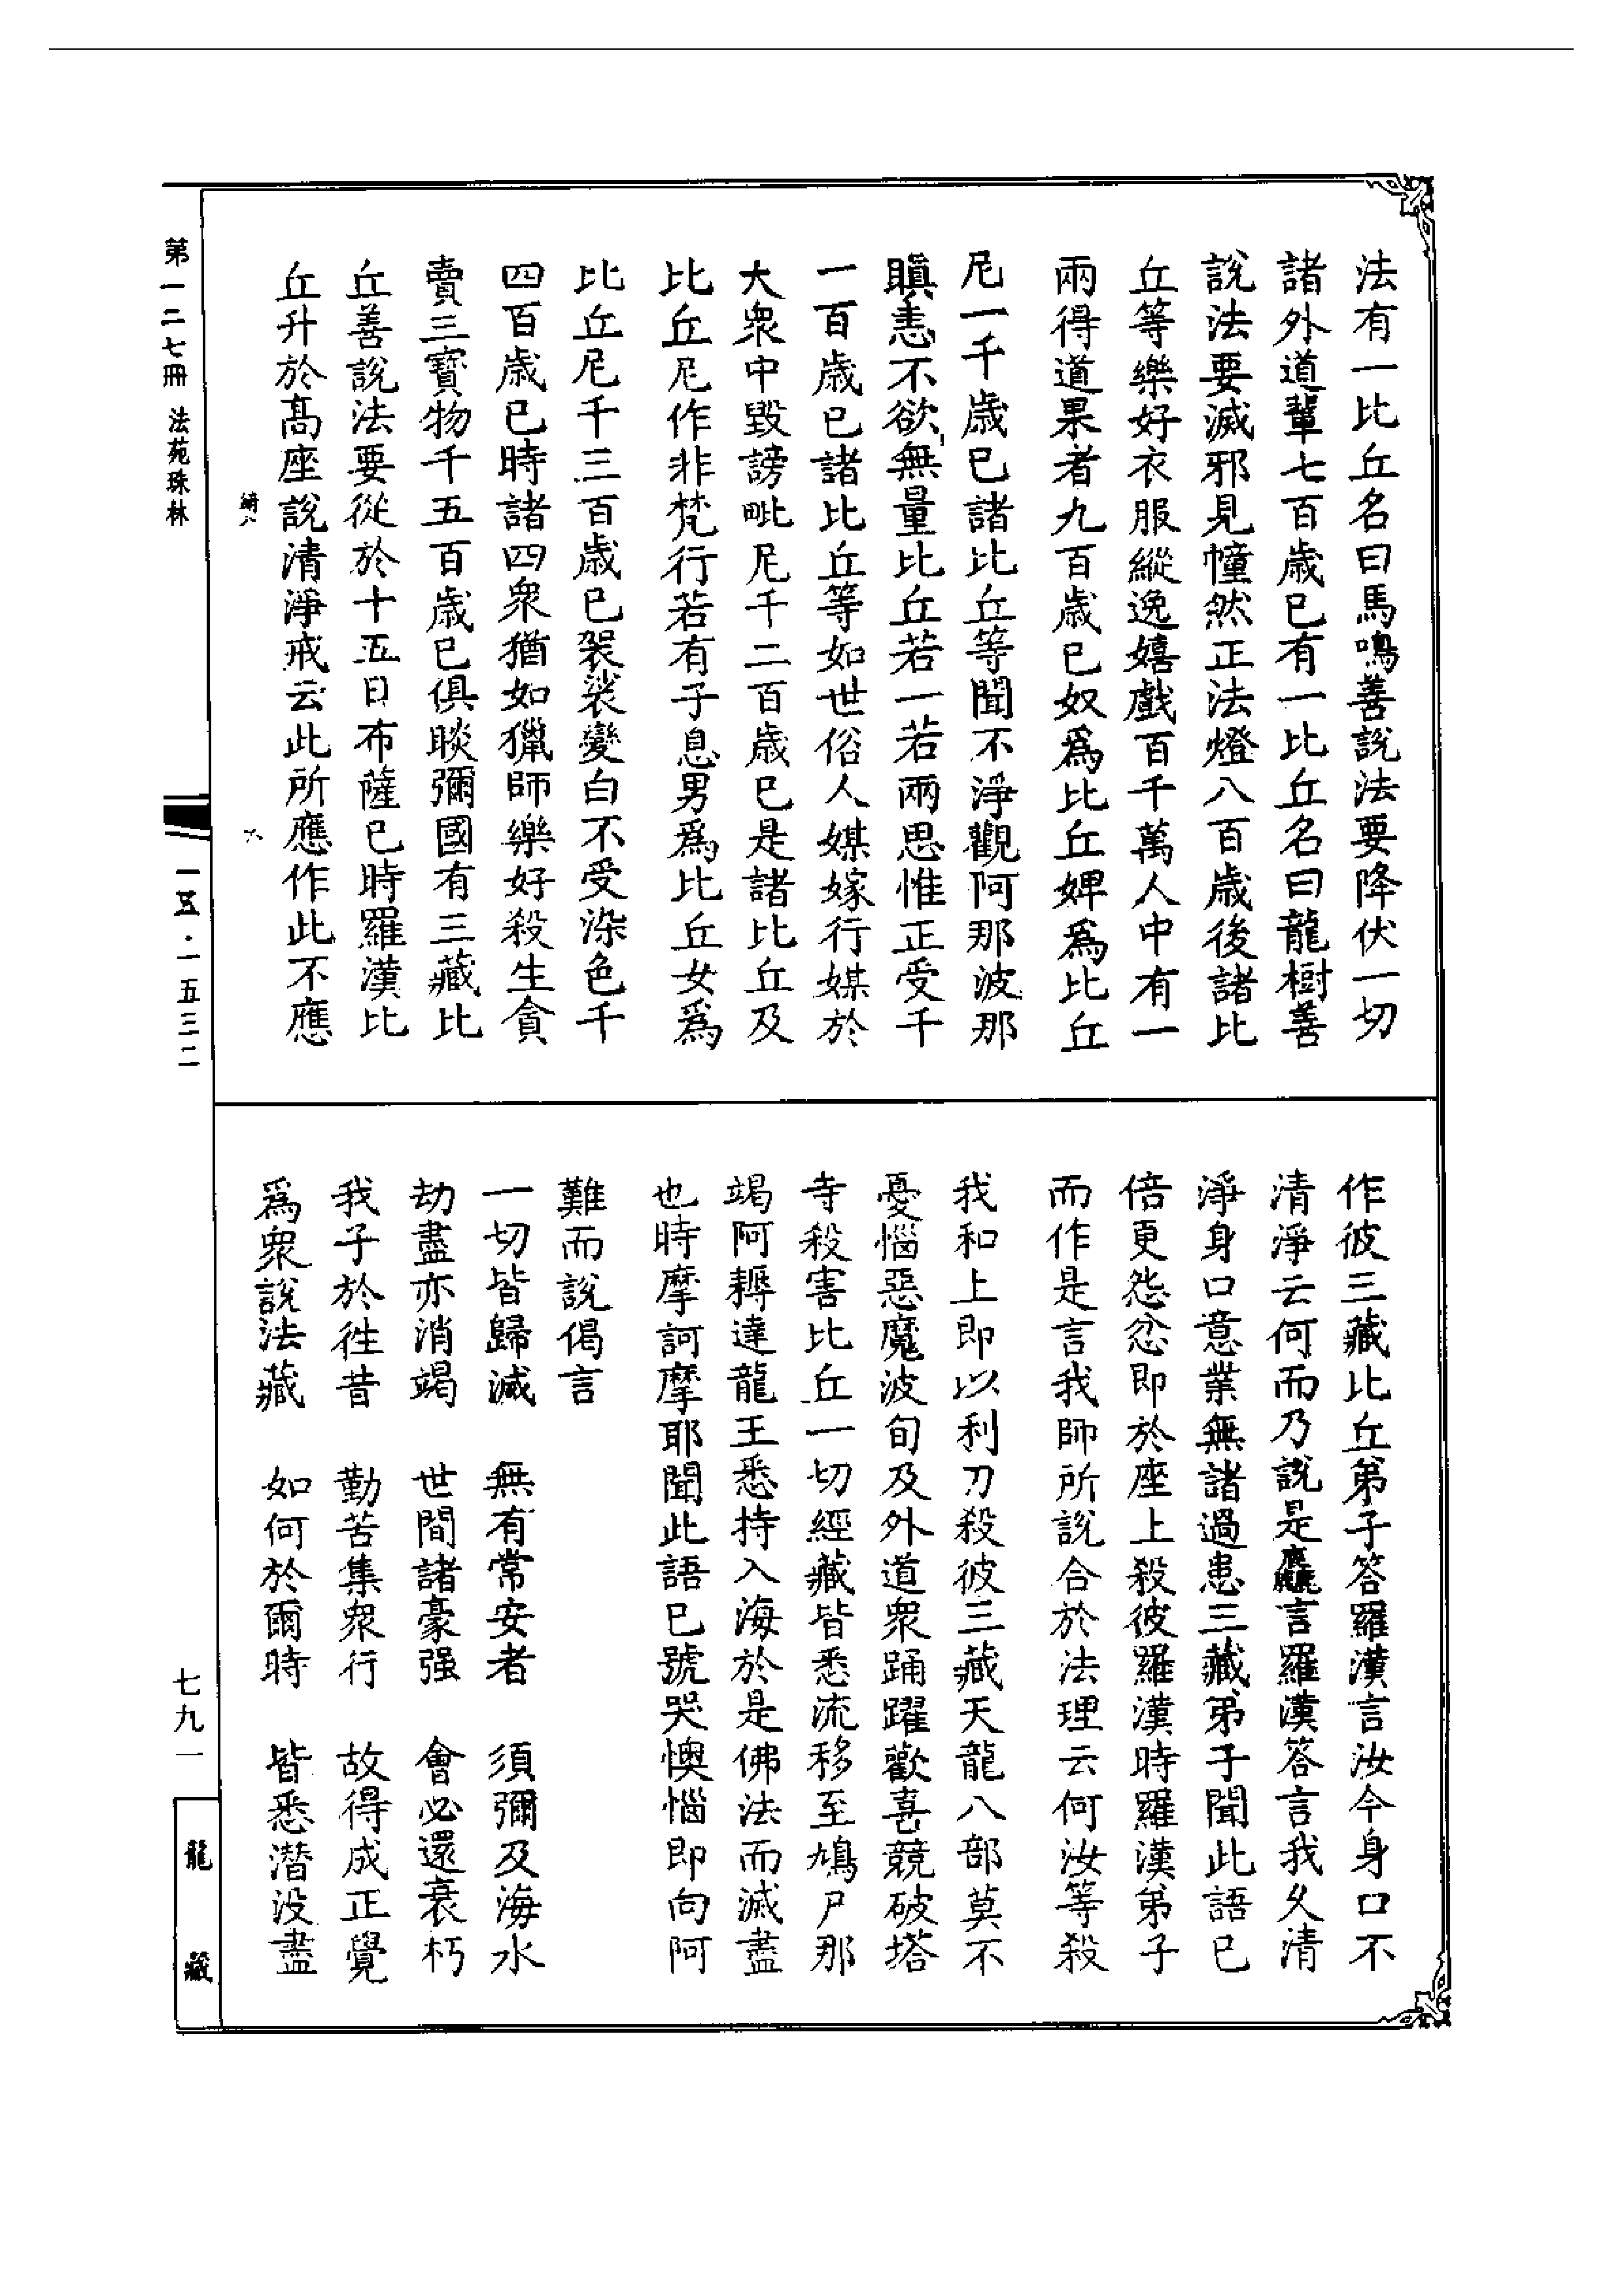 法有一比丘名曰馬鳴善說法要降伏一切
諸外道輩七百歲已有一比丘名曰龍樹善
說法要滅邪見幢然正法燈八百歲後諸比
丘等樂好衣服縱逸嬉戲百千萬人中有一
兩得道果者九百歲已奴爲比丘婢爲比丘
尼一千歲已諸比丘等聞不淨觀阿那波那
瞋恚不欲無量比丘若一若兩思惟正受千
一百歲已諸比丘等如世俗人媒嫁行媒於
大衆中毀謗毗尼千二百歲已是諸比丘及
比丘尼作非梵行若有子息男爲比丘女爲
比丘尼千三百歲已袈裟變白不受染色千
四百歲已時諸四衆猶如獵師樂好殺生貪
賣三寶物千五百歲已俱睒彌國有三藏比
丘善說法要從於十五日布薩已時羅漢比
丘升於高座說清淨戒云此所應作此不應
作彼三藏比丘弟子答羅漢言汝今身口不
清淨云何而乃說是麤言羅漢答言我久清
淨身口意業無諸過患三藏弟子聞此語已
倍更怨忿即於座上殺彼羅漢時羅漢弟子
而作是言我師所說合於法理云何汝等殺
我和上即以利刀殺彼三藏天龍八部莫不
憂惱惡魔波旬及外道衆踊躍歡喜競破塔
寺殺害比丘一切經藏皆悉流移至鳩尸那
竭阿耨達龍王悉持入海於是佛法而滅盡
也時摩訶摩耶聞此語已號哭懊惱即向阿
難而說偈言
一切皆歸滅　無有常安者　須彌及海水
劫盡亦消竭　世間諸豪强　會必還衰朽
我子於徃昔　勤苦集衆行　故得成正覺
爲衆說法藏　如何於爾時　皆悉潜没盡
綺八
六
第一二七冊 法苑珠林
一五·一五三二
七九一
龍藏